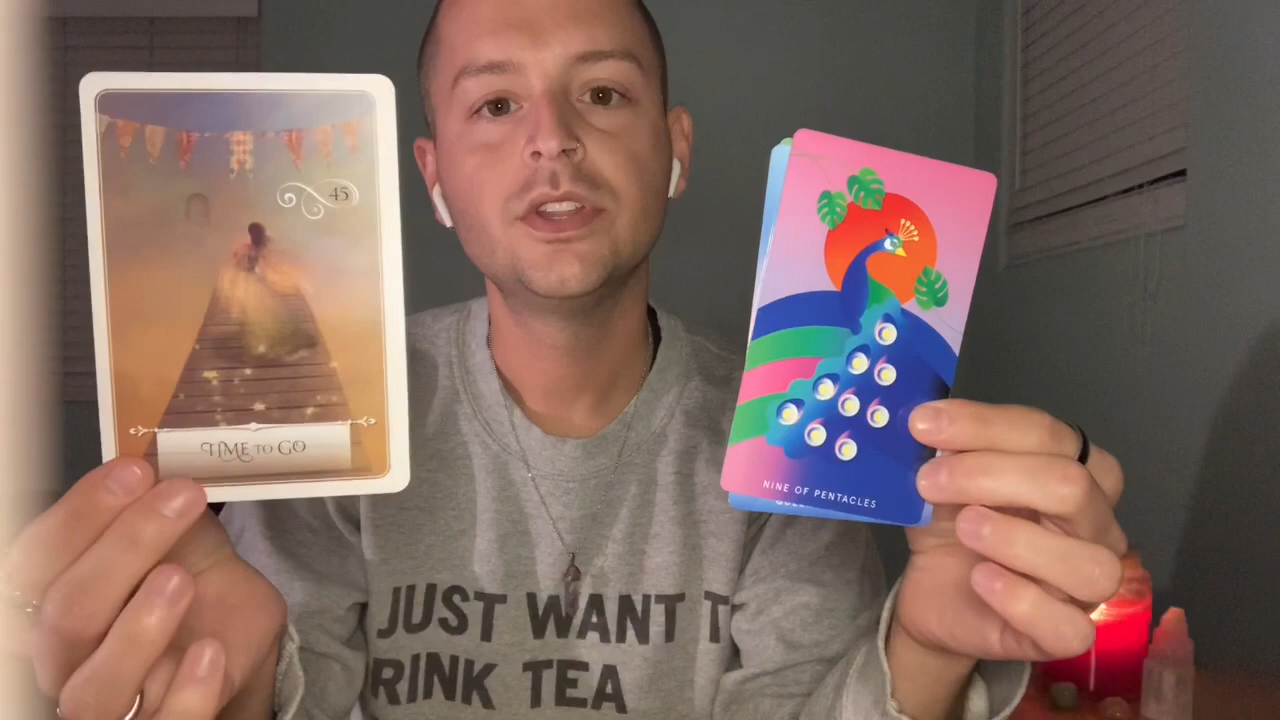 45
TIME TO GO
NINE OF PENTACLES
JUST WANT T
RINK TEA